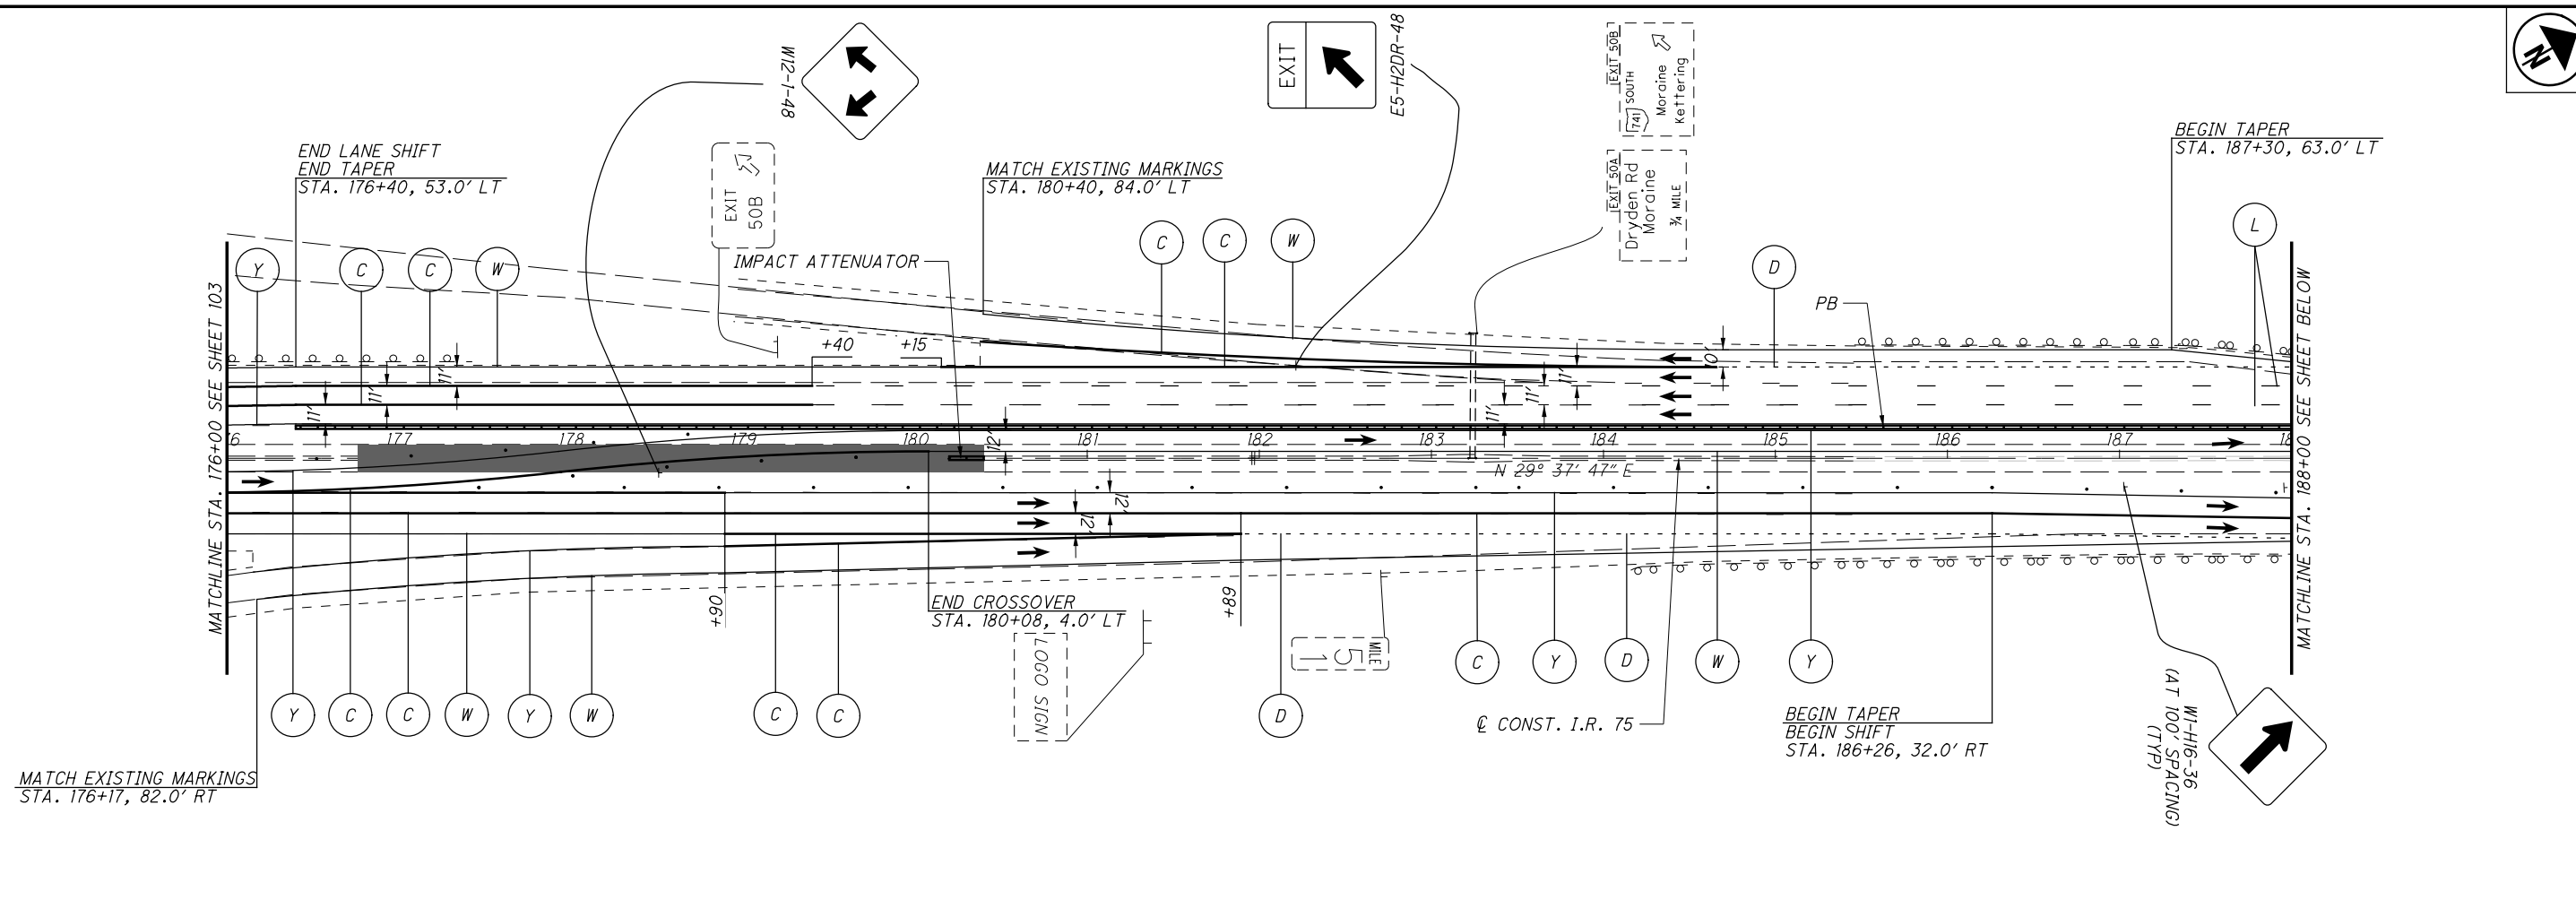 W12-1-48
EXIT
E5-H2DR-48
EXIT 50B
741 SOUTH
Moraine
Kettering
N
END LANE SHIFT
END TAPER
STA. 176+40, 53.0' LT
EXIT
50B
MATCH EXISTING MARKINGS
STA. 180+40, 84.0' LT
EXIT 50A
Dryden Rd
Moraine
¾ MILE
BEGIN TAPER
STA. 187+30, 63.0' LT
Y
C
C
W
IMPACT ATTENUATOR
C
C
W
D
PB
L
MATCHLINE STA. 176+00 SEE SHEET 103
MATCHLINE STA. 188+00 SEE SHEET BELOW
+40
+15
11'
11'
11'
10'
11'
11'
11'
6
177
178
179
180
181
182
183
184
185
186
187
18
12'
12'
12'
N 29° 37' 47" E
+90
END CROSSOVER
STA. 180+08, 4.0' LT
+89
LOGO SIGN
MILE
51
C
Y
D
W
Y
Y
C
C
W
Y
W
C
C
D
℄ CONST. I.R. 75
BEGIN TAPER
BEGIN SHIFT
STA. 186+26, 32.0' RT
W1-H16-36
(AT 100' SPACING)
(TYP)
MATCH EXISTING MARKINGS
STA. 176+17, 82.0' RT